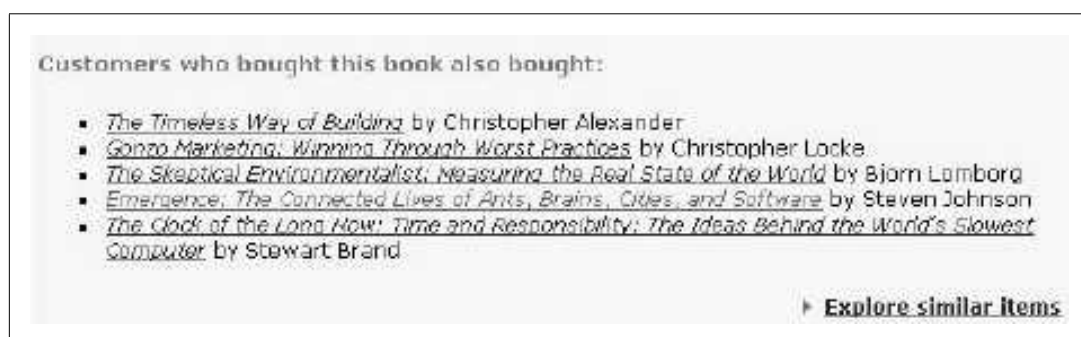 Customers who bought this book also bought:
▪ The Timeless Way of Building by Christopher Alexander
▪ Gonzo Marketing: Winning Through Worst Practices by Christopher Locke
▪ The Skeptical Environmentalist: Measuring the Real State of the World by Bjorn Lomborg
▪ Emergence: The Connected Lives of Ants, Brains, Cities, and Software by Steven Johnson
▪ The Clock of the Long Now: Time and Responsibility: The Ideas Behind the World's Slowest
Computer by Stewart Brand
▸ Explore similar items